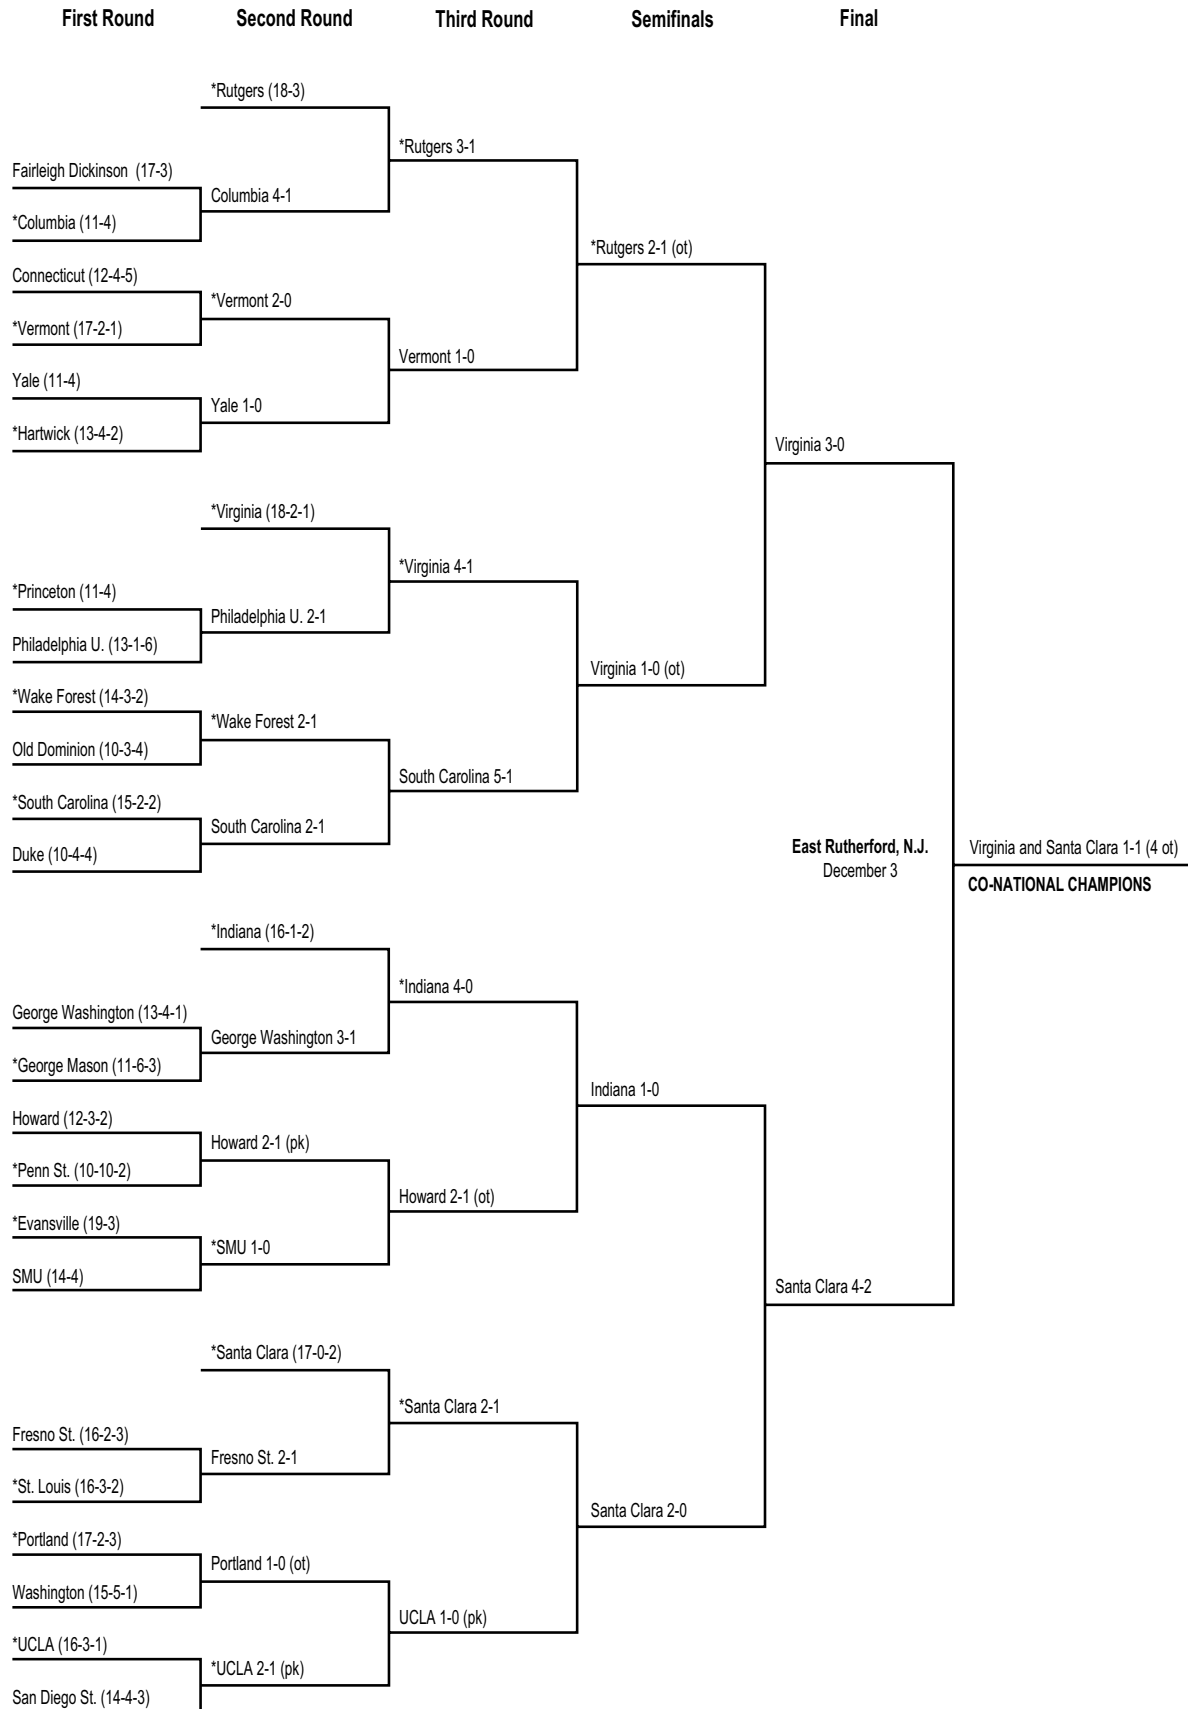 First Round
Second Round
Third Round
Semifinals
Final
*Rutgers (18-3)
*Rutgers 3-1
Fairleigh Dickinson  (17-3)
Columbia 4-1
*Columbia (11-4)
*Rutgers 2-1 (ot)
Connecticut (12-4-5)
*Vermont 2-0
*Vermont (17-2-1)
Vermont 1-0
Yale (11-4)
Yale 1-0
*Hartwick (13-4-2)
Virginia 3-0
*Virginia (18-2-1)
*Virginia 4-1
*Princeton (11-4)
Philadelphia U. 2-1
Philadelphia U. (13-1-6)
Virginia 1-0 (ot)
*Wake Forest (14-3-2)
*Wake Forest 2-1
Old Dominion (10-3-4)
South Carolina 5-1
*South Carolina (15-2-2)
South Carolina 2-1
Duke (10-4-4)
East Rutherford, N.J.
December 3
Virginia and Santa Clara 1-1 (4 ot)
CO-NATIONAL CHAMPIONS
*Indiana (16-1-2)
*Indiana 4-0
George Washington (13-4-1)
George Washington 3-1
*George Mason (11-6-3)
Indiana 1-0
Howard (12-3-2)
Howard 2-1 (pk)
*Penn St. (10-10-2)
Howard 2-1 (ot)
*Evansville (19-3)
*SMU 1-0
SMU (14-4)
Santa Clara 4-2
*Santa Clara (17-0-2)
*Santa Clara 2-1
Fresno St. (16-2-3)
Fresno St. 2-1
*St. Louis (16-3-2)
Santa Clara 2-0
*Portland (17-2-3)
Portland 1-0 (ot)
Washington (15-5-1)
UCLA 1-0 (pk)
*UCLA (16-3-1)
*UCLA 2-1 (pk)
San Diego St. (14-4-3)